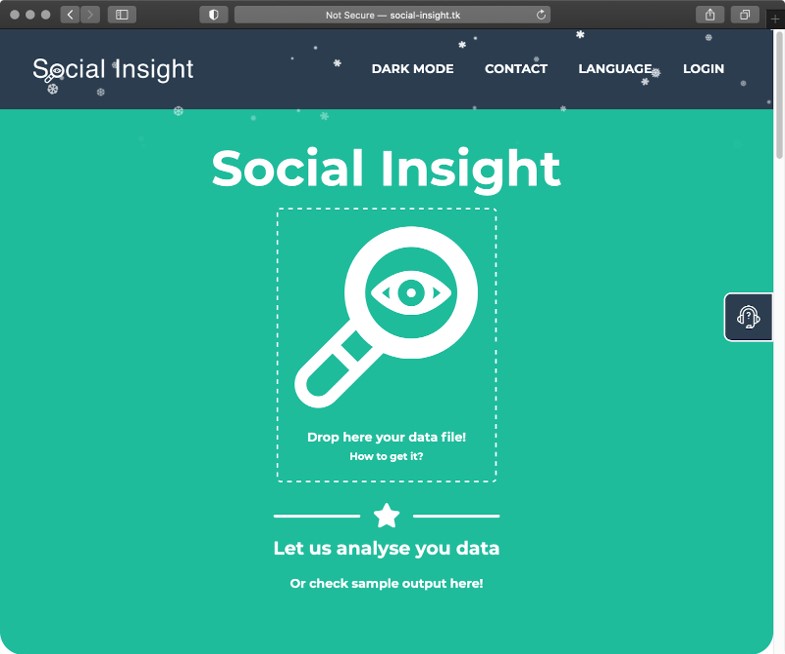 Not Secure — social-insight.tk
Social Insight
DARK MODE CONTACT LANGUAGE LOGIN
Social Insight
Drop here your data file!
How to get it?
Let us analyse you data
Or check sample output here!